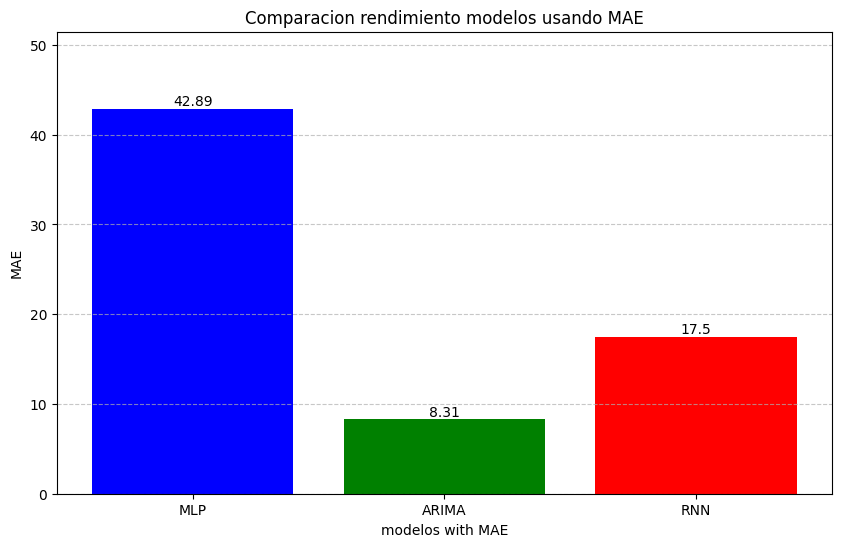 Comparacion rendimiento modelos usando MAE
50
40
30
20
10
0
MAE
42.89
8.31
17.5
MLP
ARIMA
RNN
modelos with MAE